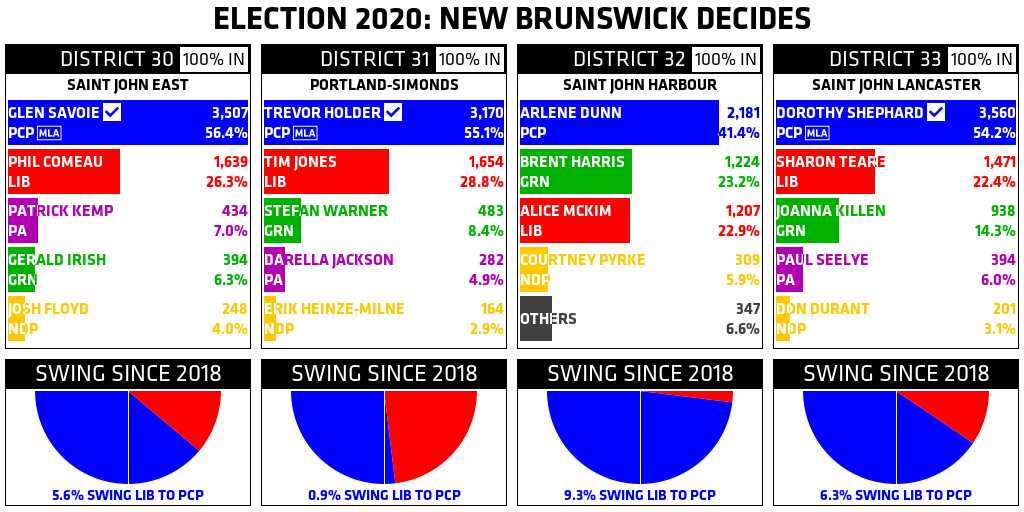 ELECTION 2020: NEW BRUNSWICK DECIDES
DISTRICT 30 100% IN
SAINT JOHN EAST
GLEN SAVOIE 3,507
PCP MLA 56.4%
PHIL COMEAU 1,639
LIB 26.3%
PATRICK KEMP 434
PA 7.0%
GERALD IRISH 394
GRN 6.3%
JOSH FLOYD 248
NDP 4.0%
SWING SINCE 2018
5.6% SWING LIB TO PCP
DISTRICT 31 100% IN
PORTLAND-SIMONDS
TREVOR HOLDER 3,170
PCP MLA 55.1%
TIM JONES 1,654
LIB 28.8%
STEFAN WARNER 483
GRN 8.4%
DARELLA JACKSON 282
PA 4.9%
ERIK HEINZE-MILNE 164
NDP 2.9%
SWING SINCE 2018
0.9% SWING LIB TO PCP
DISTRICT 32 100% IN
SAINT JOHN HARBOUR
ARLENE DUNN 2,181
PCP 41.4%
BRENT HARRIS 1,224
GRN 23.2%
ALICE MCKIM 1,207
LIB 22.9%
COURTNEY PYRKE 309
NDP 5.9%
OTHERS 347
6.6%
SWING SINCE 2018
9.3% SWING LIB TO PCP
DISTRICT 33 100% IN
SAINT JOHN LANCASTER
DOROTHY SHEPHARD 3,560
PCP MLA 54.2%
SHARON TEARE 1,471
LIB 22.4%
JOANNA KILLEN 938
GRN 14.3%
PAUL SEELYE 394
PA 6.0%
DON DURANT 201
NDP 3.1%
SWING SINCE 2018
6.3% SWING LIB TO PCP